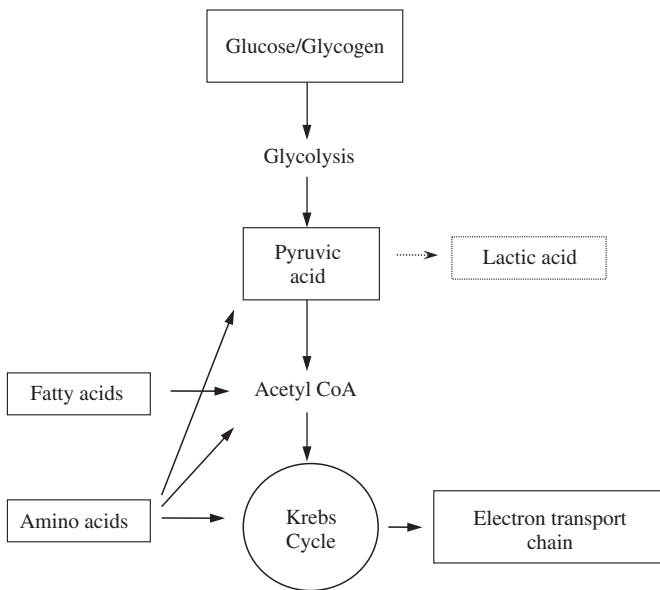 Glucose/Glycogen
Glycolysis
Pyruvic
acid
Lactic acid
Fatty acids
Acetyl CoA
Amino acids
Krebs
Cycle
Electron transport
chain